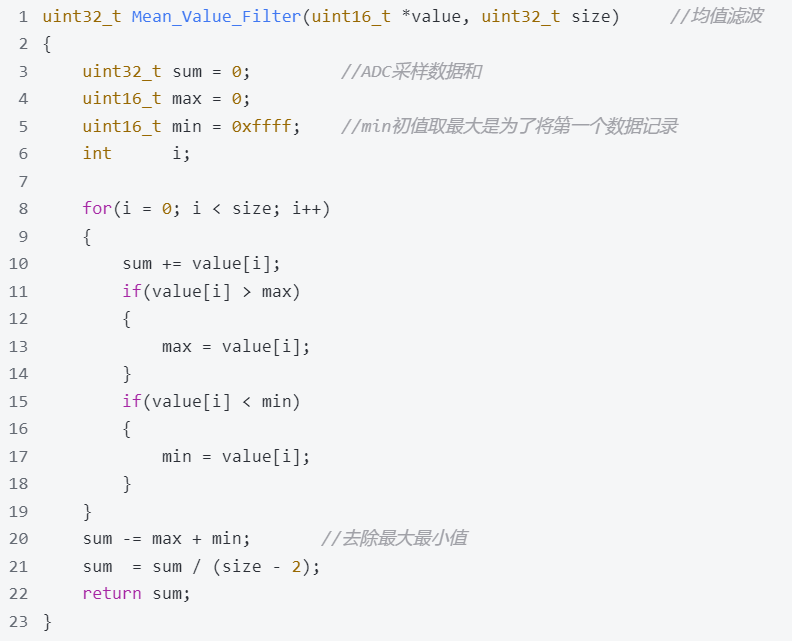 1 uint32_t Mean_Value_Filter(uint16_t *value, uint32_t size)     //均值滤波
2 {
3     uint32_t sum = 0;         //ADC采样数据和
4     uint16_t max = 0;
5     uint16_t min = 0xffff;    //min初值取最大是为了将第一个数据记录
6     int      i;
7
8     for(i = 0; i < size; i++)
9     {
10         sum += value[i];
11         if(value[i] > max)
12         {
13             max = value[i];
14         }
15         if(value[i] < min)
16         {
17             min = value[i];
18         }
19     }
20     sum -= max + min;       //去除最大最小值
21     sum  = sum / (size - 2);
22     return sum;
23 }